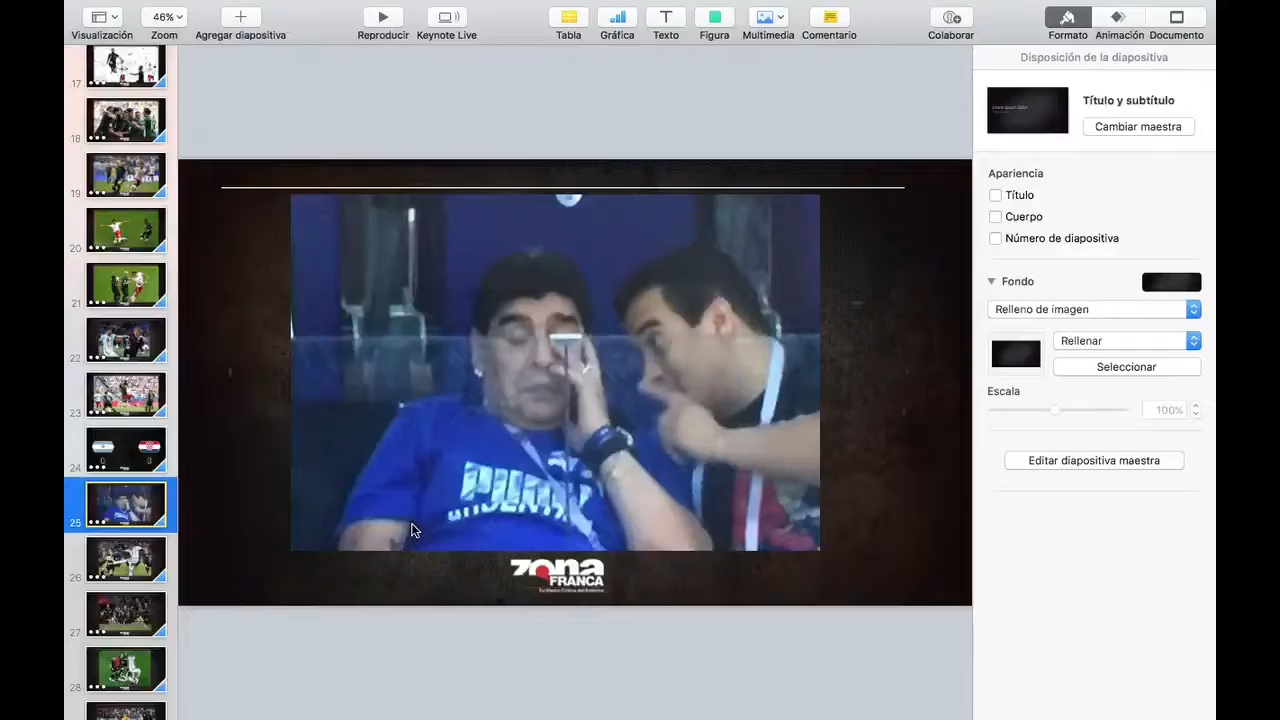 46%
Visualización Zoom Agregar diapositiva Reproducir Keynote Live Tabla Gráfica Texto Figura Multimedia Comentario Colaborar Formato Animación Documento
Disposición de la diapositiva
Título y subtítulo
Cambiar maestra
Apariencia
Título
Cuerpo
Número de diapositiva
Fondo
Relleno de imagen
Rellenar
Seleccionar
Escala
100%
Editar diapositiva maestra
17
18
19
20
21
22
23
24
0 3
25
26
27
28
zona
FRANCA